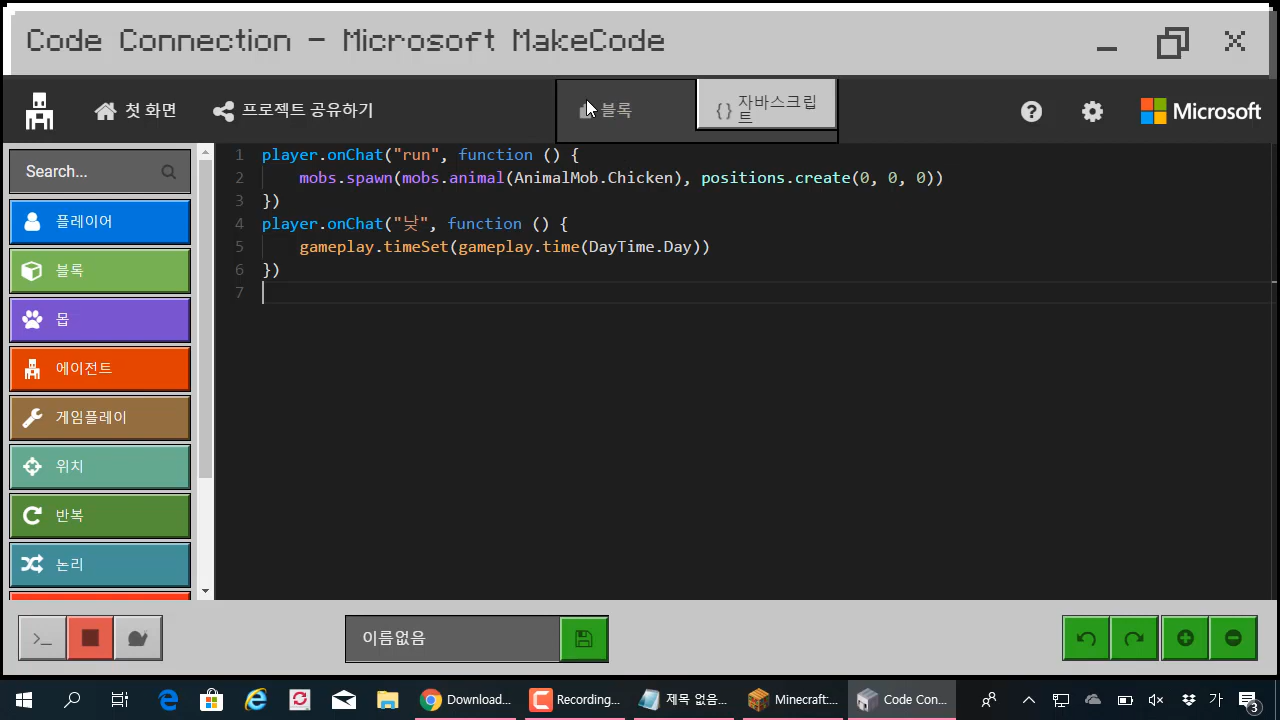 Code Connection - Microsoft MakeCode
첫 화면
프로젝트 공유하기
블록
{ } 자바스크립
트
Microsoft
Search...
플레이어
블록
몹
에이전트
게임플레이
위치
반복
논리
1 player.onChat("run", function () {
2 mobs.spawn(mobs.animal(AnimalMob.Chicken), positions.create(0, 0, 0))
3 })
4 player.onChat("낮", function () {
5 gameplay.timeSet(gameplay.time(DayTime.Day))
6 })
7
이름없음
Download...
Recording...
제목 없음...
Minecraft:...
Code Con...
가
3